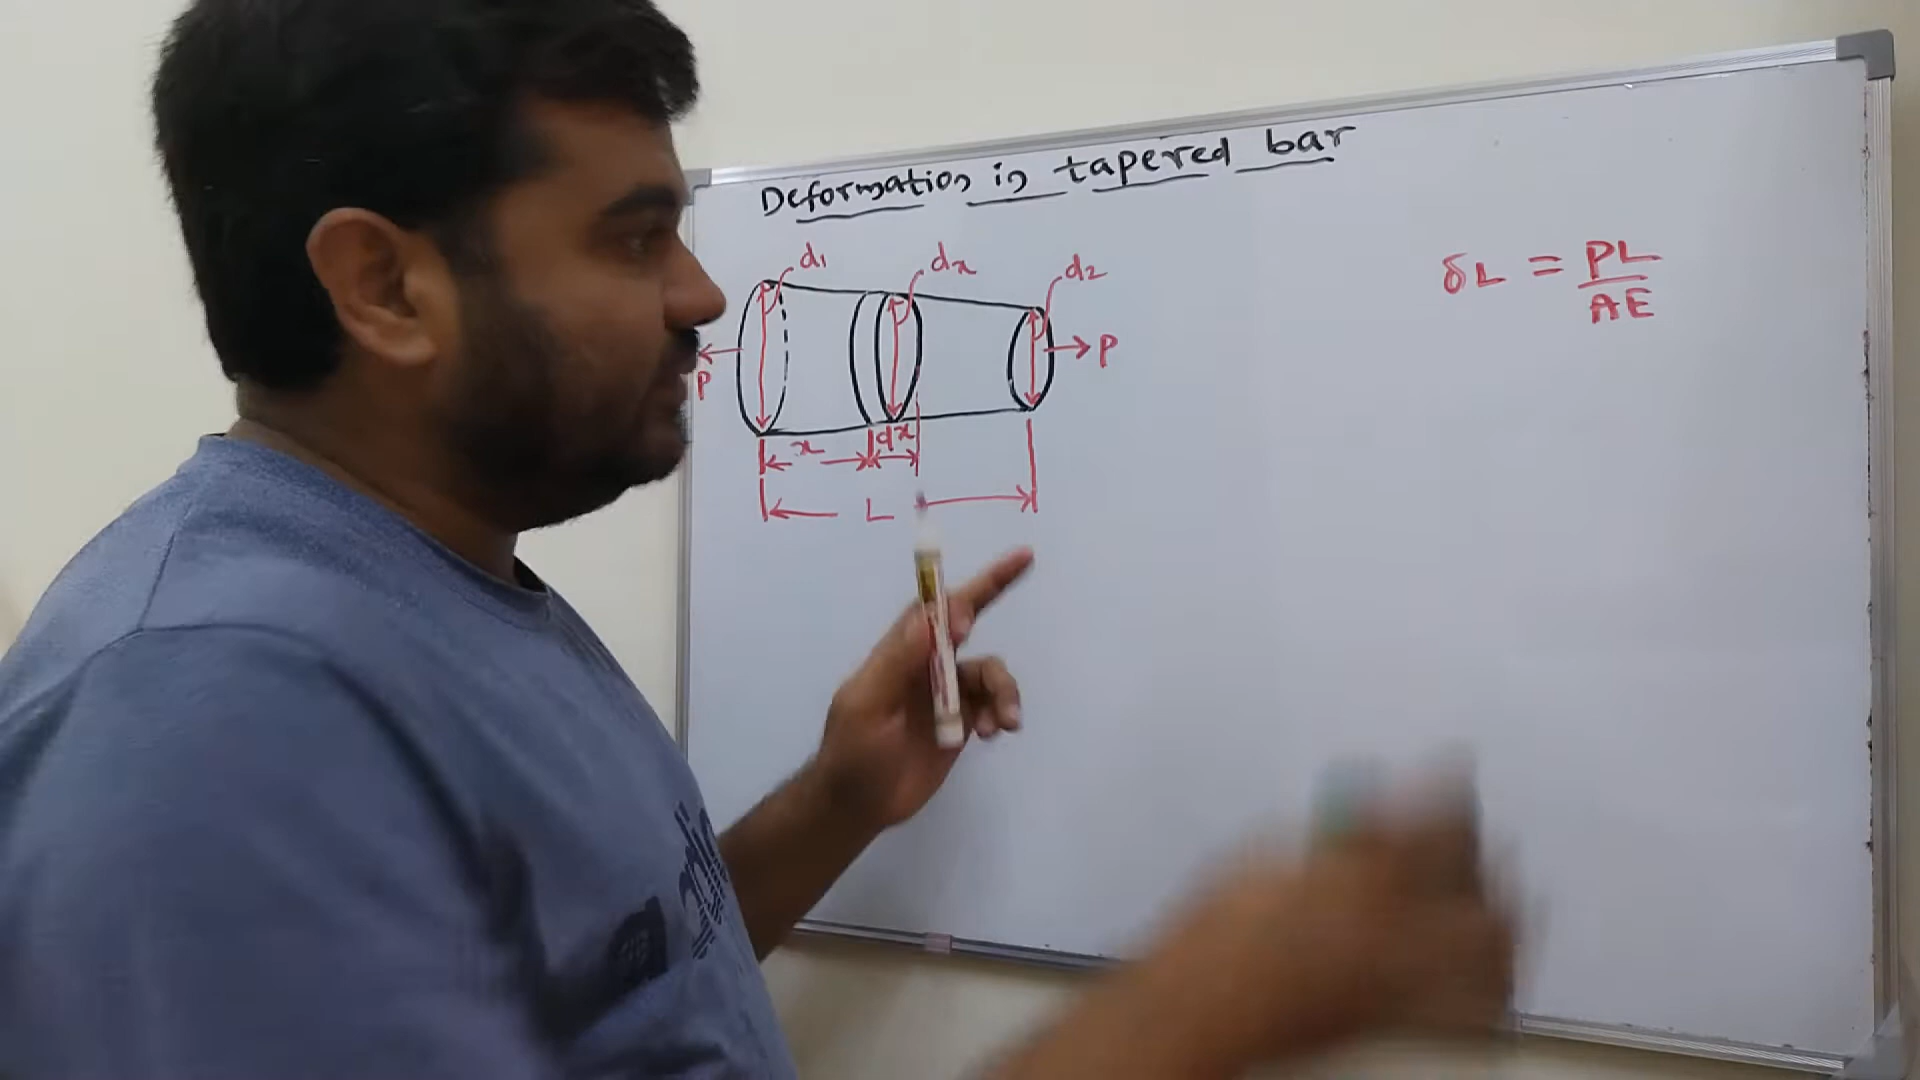 Deformation in tapered bar
d1 dx d2
δL = PL
AE
P P
x dx
L